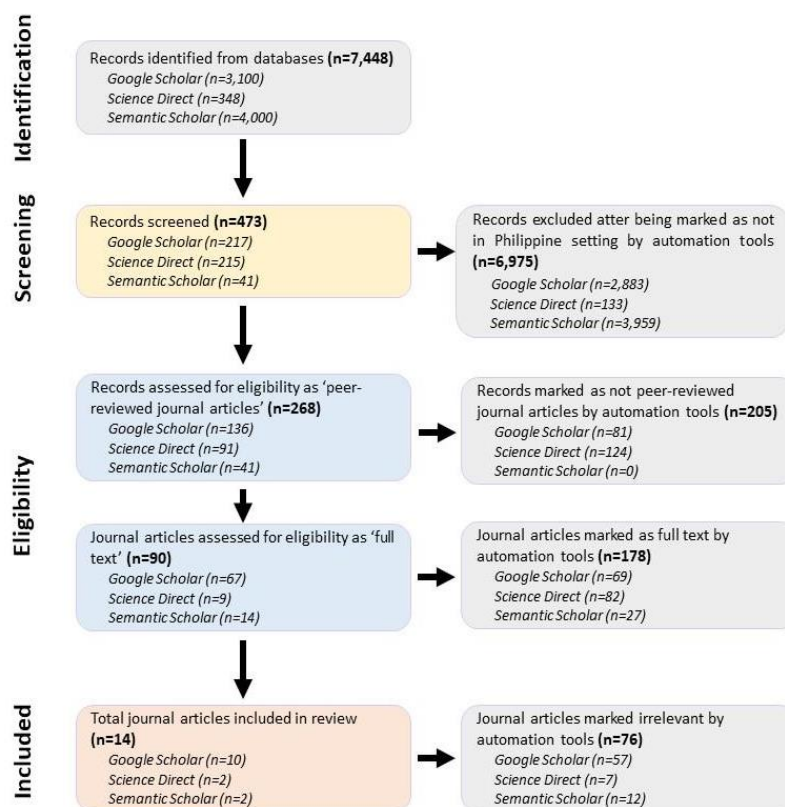 Identification
Records identified from databases (n=7,448)
Google Scholar (n=3,100)
Science Direct (n=348)
Semantic Scholar (n=4,000)
Screening
Records screened (n=473)
Google Scholar (n=217)
Science Direct (n=215)
Semantic Scholar (n=41)
Records excluded atter being marked as not
in Philippine setting by automation tools
(n=6,975)
Google Scholar (n=2,883)
Science Direct (n=133)
Semantic Scholar (n=3,959)
Eligibility
Records assessed for eligibility as ‘peer-
reviewed journal articles’ (n=268)
Google Scholar (n=136)
Science Direct (n=91)
Semantic Scholar (n=41)
Records marked as not peer-reviewed
journal articles by automation tools (n=205)
Google Scholar (n=81)
Science Direct (n=124)
Semantic Scholar (n=0)
Journal articles assessed for eligibility as ‘full
text’ (n=90)
Google Scholar (n=67)
Science Direct (n=9)
Semantic Scholar (n=14)
Journal articles marked as full text by
automation tools (n=178)
Google Scholar (n=69)
Science Direct (n=82)
Semantic Scholar (n=27)
Included
Total journal articles included in review
(n=14)
Google Scholar (n=10)
Science Direct (n=2)
Semantic Scholar (n=2)
Journal articles marked irrelevant by
automation tools (n=76)
Google Scholar (n=57)
Science Direct (n=7)
Semantic Scholar (n=12)